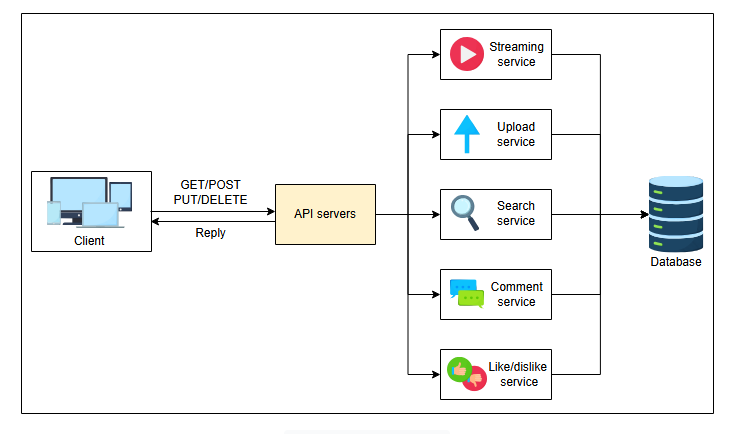 Streaming
service
Upload
service
GET/POST
PUT/DELETE
Search
service
API servers
Reply
Client
Database
Comment
service
Like/dislike
service